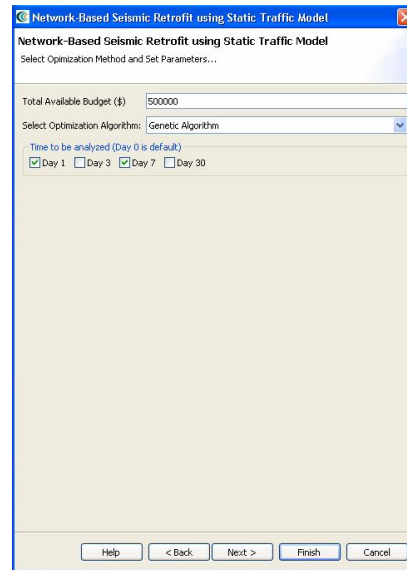 Network-Based Seismic Retrofit using Static Traffic Model
Network-Based Seismic Retrofit using Static Traffic Model
Select Opimization Method and Set Parameters...
Total Available Budget ($) 500000
Select Optimization Algorithm: Genetic Algorithm
Time to be analyzed (Day 0 is default)
Day 1 Day 3 Day 7 Day 30
Help < Back Next > Finish Cancel